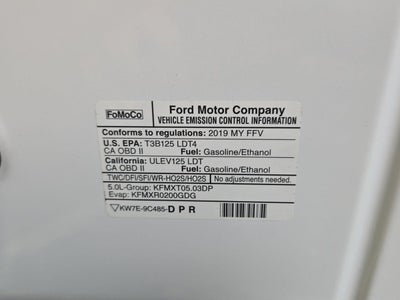 FoMoCo
Ford Motor Company
VEHICLE EMISSION CONTROL INFORMATION
Conforms to regulations: 2019 MY FFV
U.S. EPA: T3B125 LDT4
CA OBD II Fuel: Gasoline/Ethanol
California: ULEV125 LDT
CA OBD II Fuel: Gasoline/Ethanol
TWC/DFI/SFI/WR-HO2S/HO2S No adjustments needed.
5.0L-Group: KFMXT05.03DP
Evap: KFMXR0200GDG
KW7E-9C485-DPR